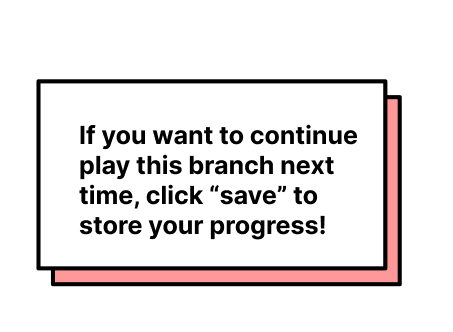 If you want to continue
play this branch next
time, click “save” to
store your progress!